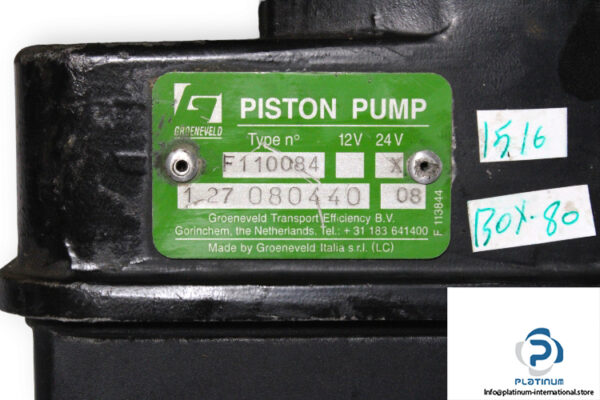 GROENEVELD
PISTON PUMP
Type n° 12V 24V
F110084 X
1-27 080440 08
Groeneveld Transport Efficiency B.V.
Gorinchem, the Netherlands. Tel.: + 31 183 641400
Made by Groeneveld Italia s.r.l. (LC)
F 113844
1516
BOX-80
PLATINUM
Info@platinum-international.store